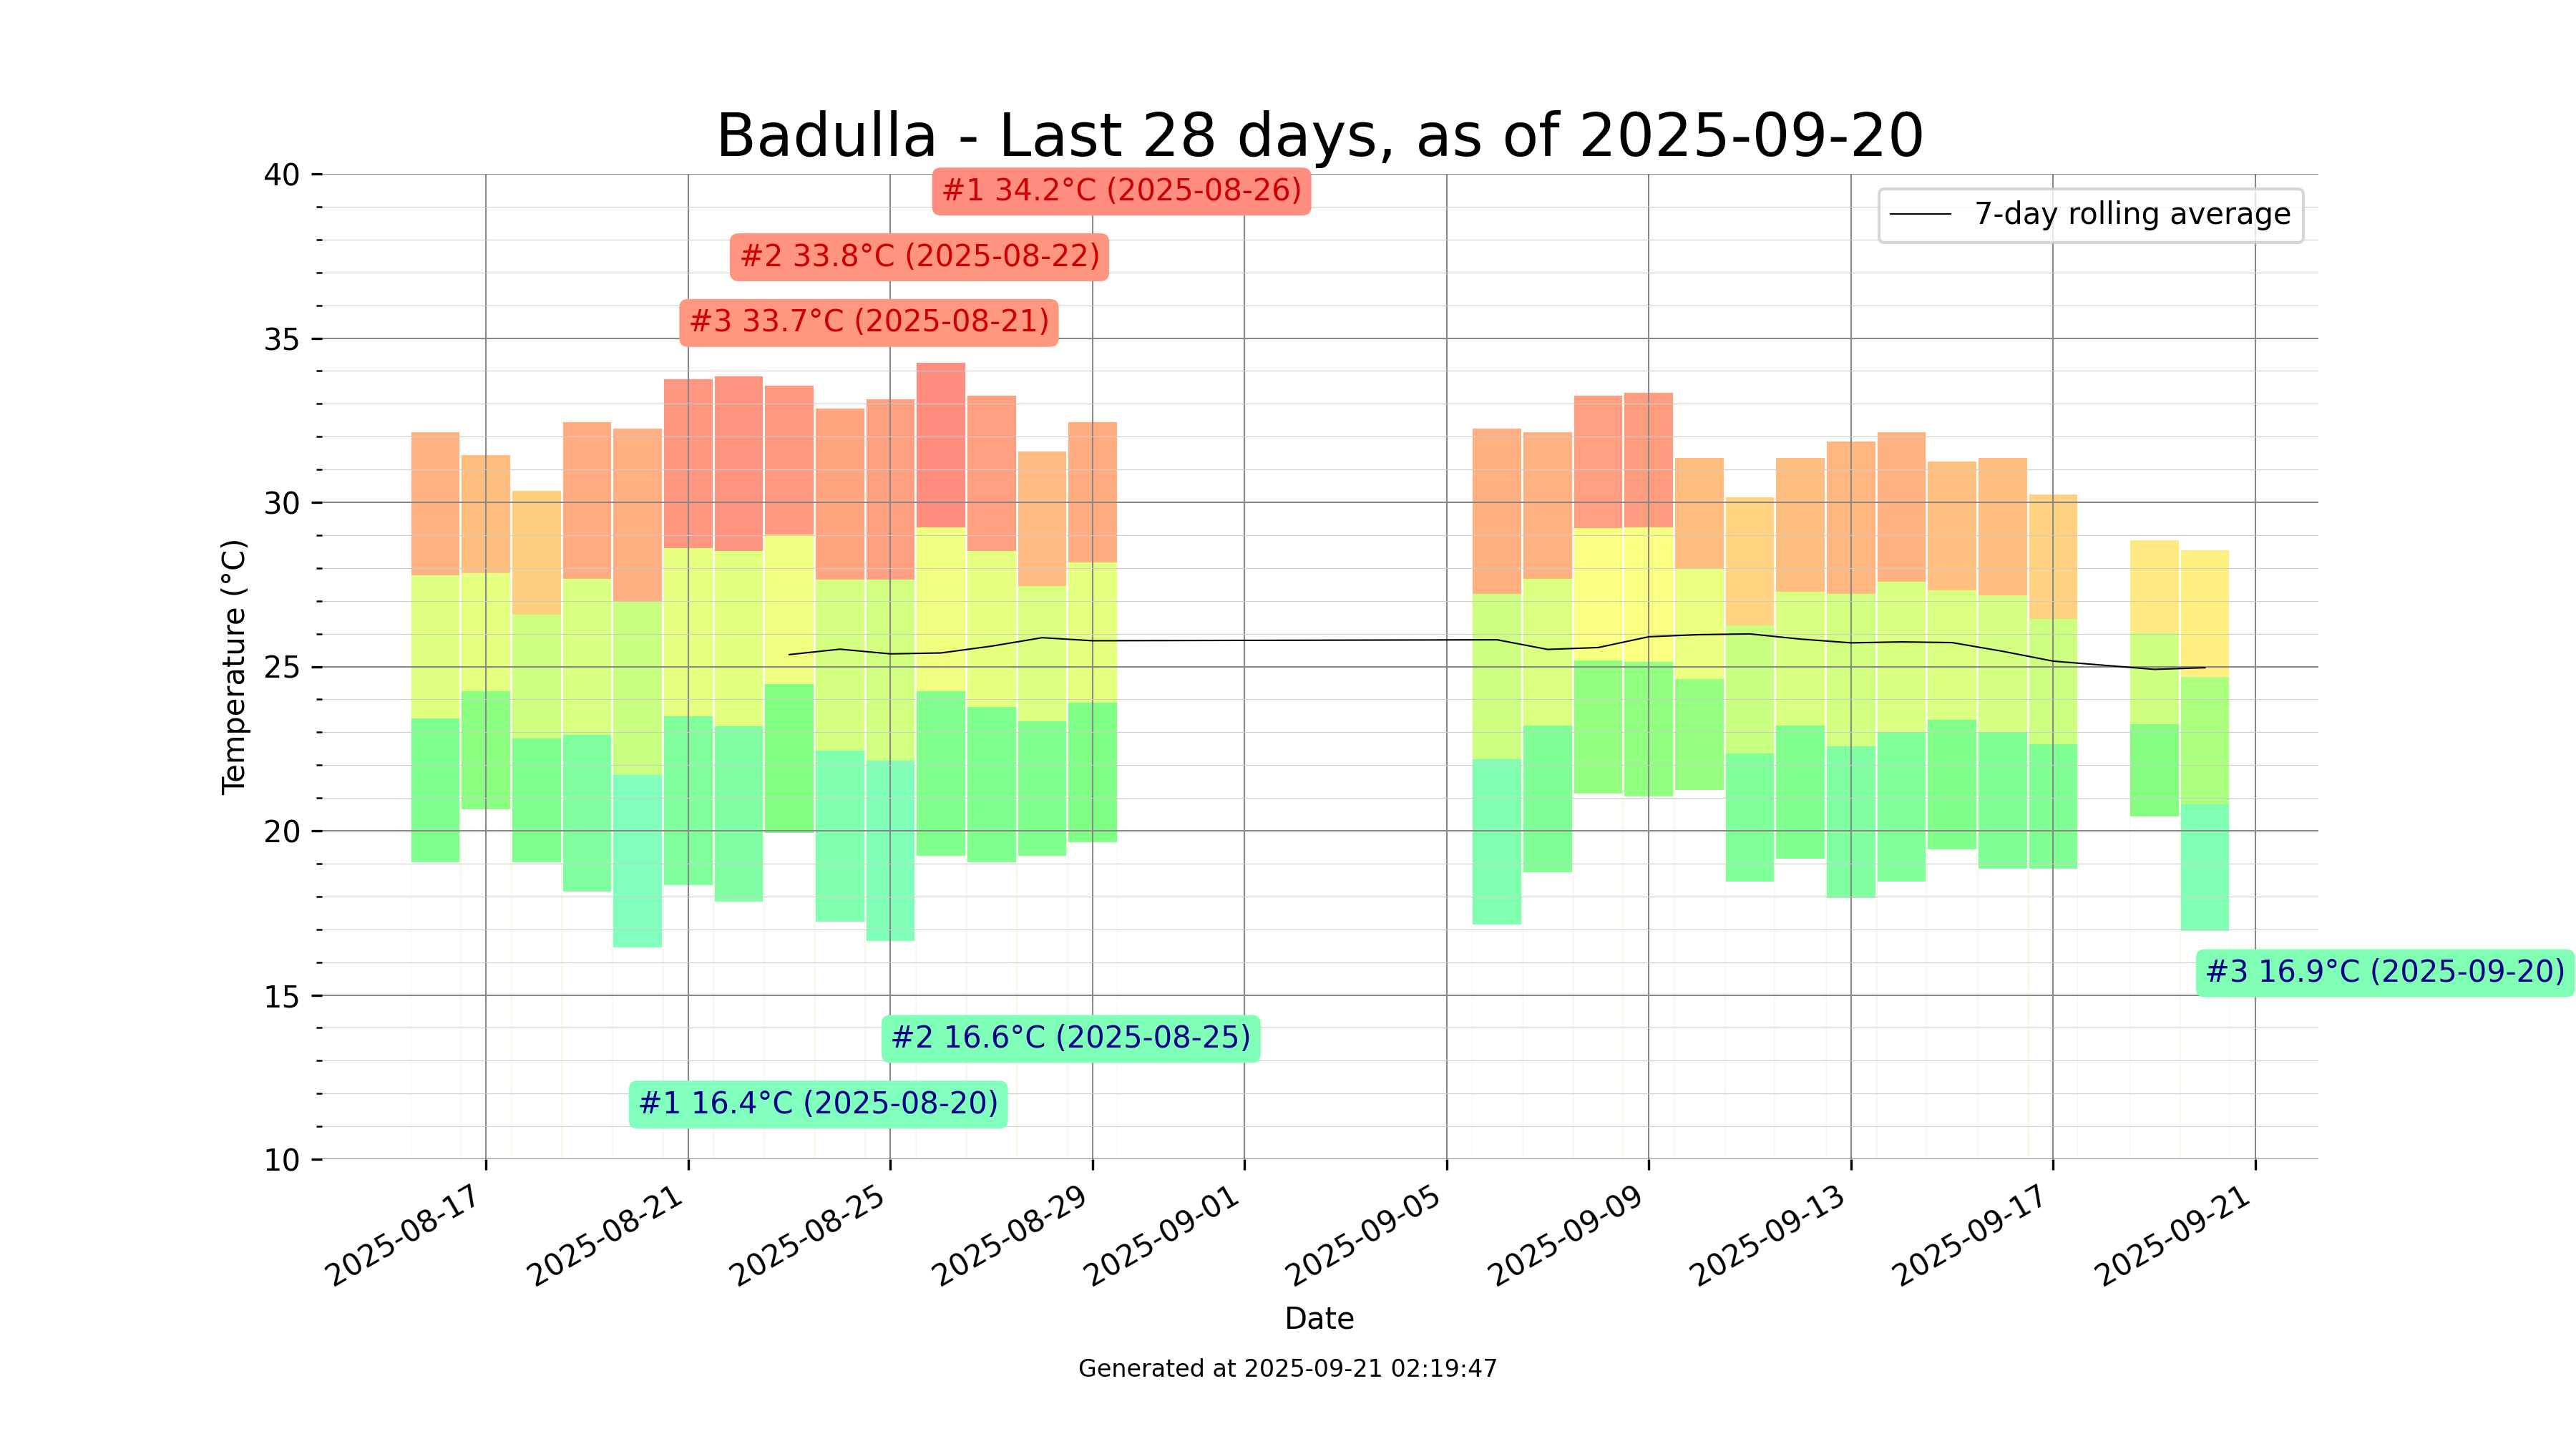 Badulla - Last 28 days, as of 2025-09-20
#1 34.2°C (2025-08-26)
7-day rolling average
#2 33.8°C (2025-08-22)
#3 33.7°C (2025-08-21)
40
35
30
25
20
15
10
Temperature (°C)
#3 16.9°C (2025-09-20)
#2 16.6°C (2025-08-25)
#1 16.4°C (2025-08-20)
2025-08-17
2025-08-21
2025-08-25
2025-08-29
2025-09-01
2025-09-05
2025-09-09
2025-09-13
2025-09-17
2025-09-21
Date
Generated at 2025-09-21 02:19:47